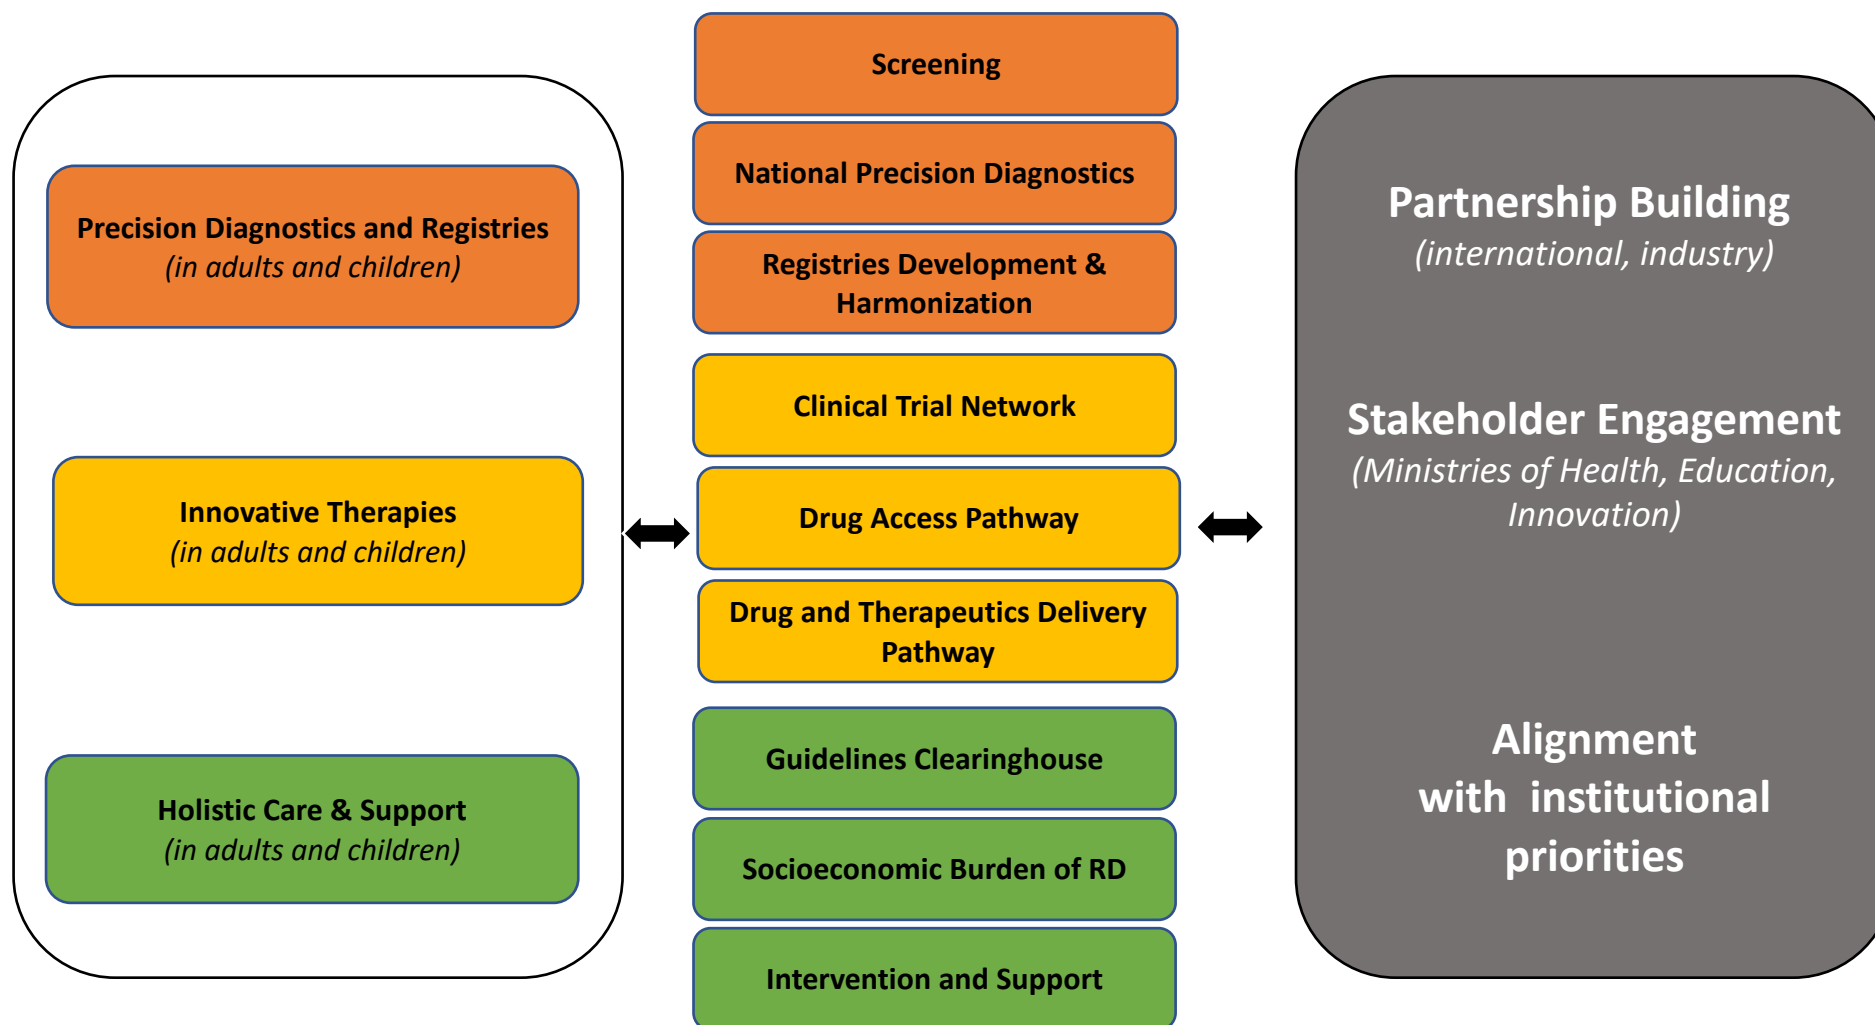 Precision Diagnostics and Registries
(in adults and children)
Innovative Therapies
(in adults and children)
Holistic Care & Support
(in adults and children)
Screening
National Precision Diagnostics
Registries Development &
Harmonization
Clinical Trial Network
Drug Access Pathway
Drug and Therapeutics Delivery
Pathway
Guidelines Clearinghouse
Socioeconomic Burden of RD
Intervention and Support
Partnership Building
(international, industry)
Stakeholder Engagement
(Ministries of Health, Education,
Innovation)
Alignment
with institutional
priorities